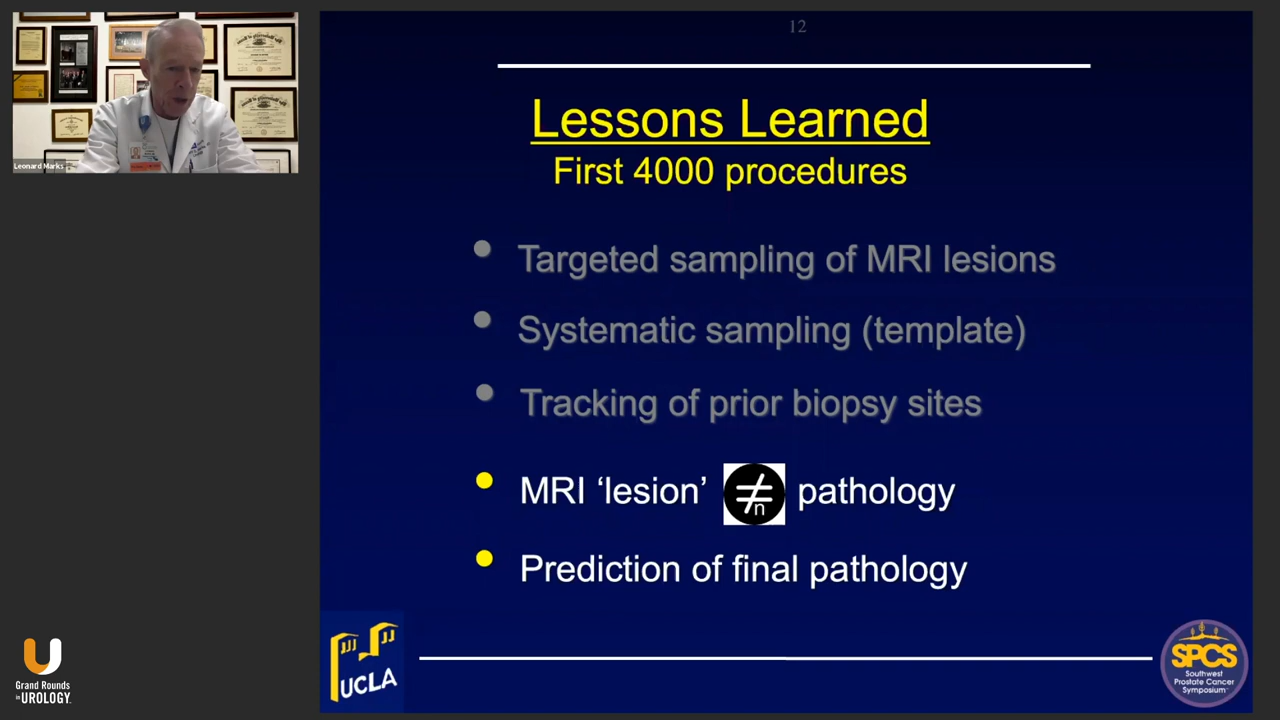 12
Lessons Learned
First 4000 procedures
• Targeted sampling of MRI lesions
• Systematic sampling (template)
• Tracking of prior biopsy sites
• MRI ‘lesion’ ≠n pathology
• Prediction of final pathology
Leonard Marks
Grand Rounds
in UROLOGY
UCLA
SPCS
Southwest
Prostate Cancer
Symposium